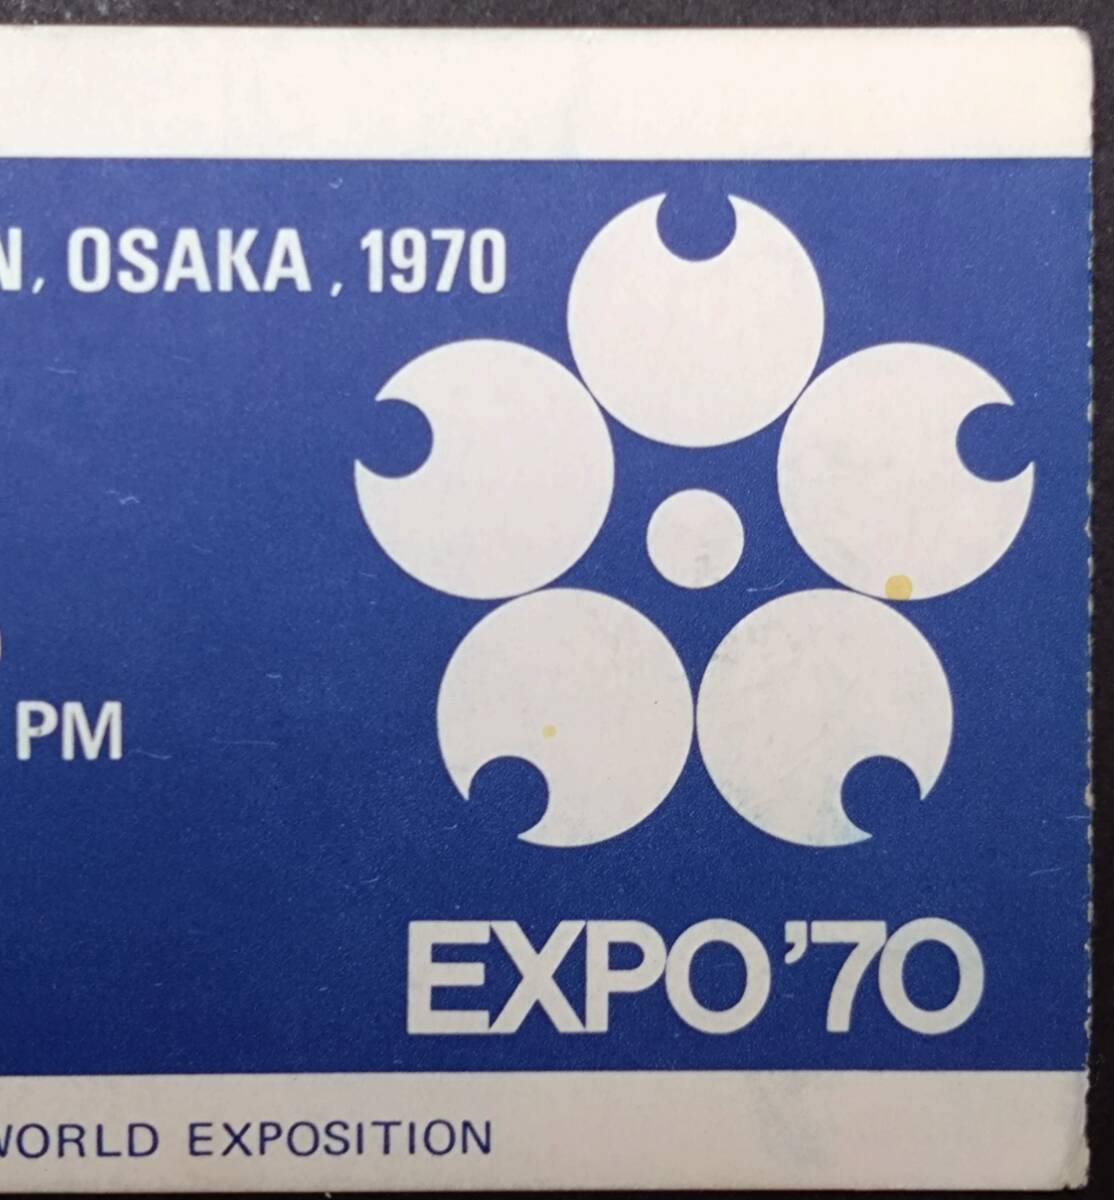 OSAKA, 1970
PM
EXPO'70
WORLD EXPOSITION